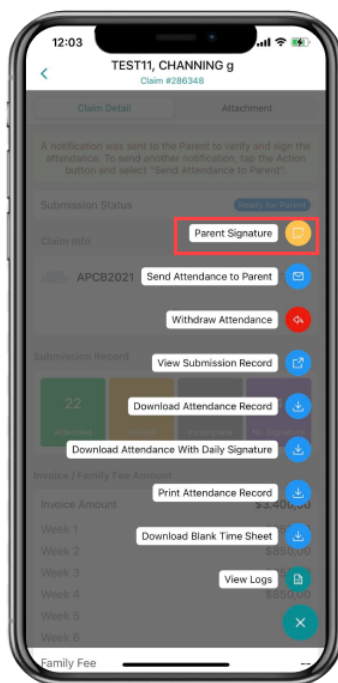 12:03
TEST11, CHANNING g
Claim #286348
Claim Detail Attachment
A notification was sent to the Parent to verify and sign the
attendance. To send another notification, tap the Action
button and select "Send Attendance to Parent".
Submission Status Ready for Parent
Parent Signature
Claim Info
APCB2021 Send Attendance to Parent
Withdraw Attendance
Submission Record View Submission Record
22
Download Attendance Record
Attended Incomplete No Signature
Download Attendance With Daily Signature
Invoice / Family Fee Amount
Print Attendance Record
Invoice Amount $3.400,00
Week 1
Week 2 $850,00
Download Blank Time Sheet
Week 3
Week 4 $850,00
View Logs
Week 5
Week 6
Family Fee --